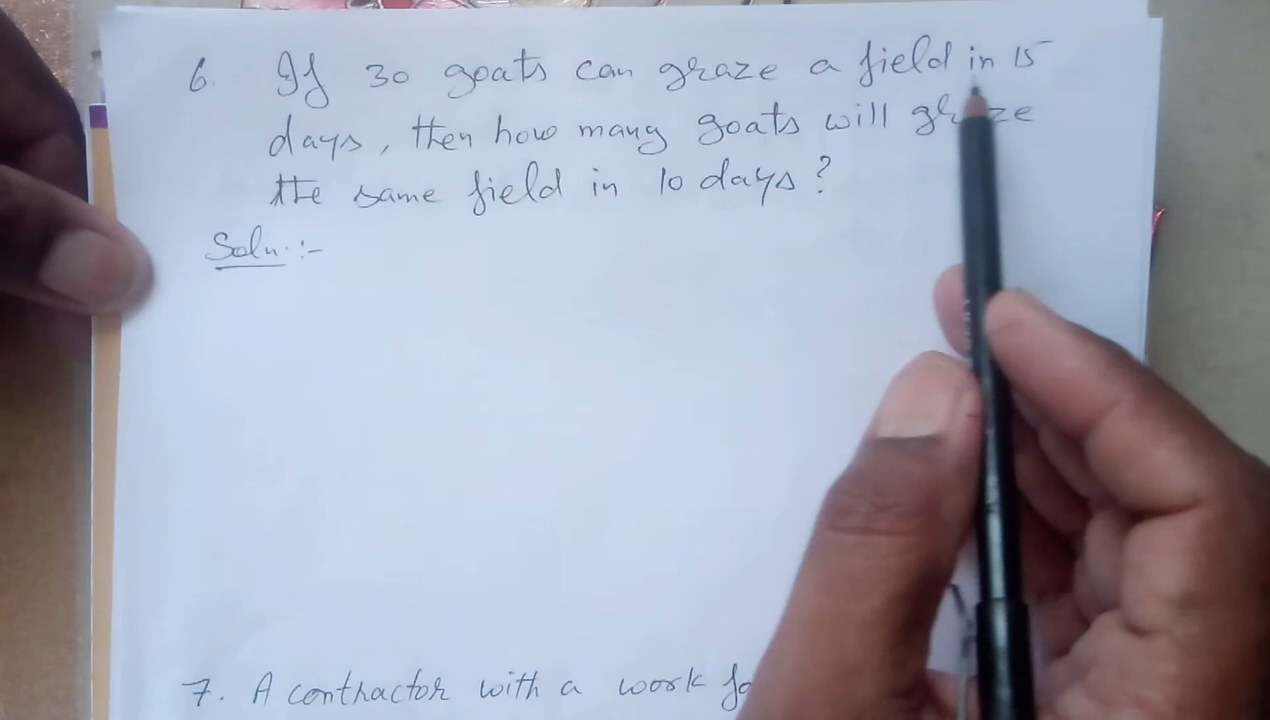 6. If 30 goats can graze a field in 15
days, then how many goats will graze
the same field in 10 days?
Soln.:-
7. A contractor with a work